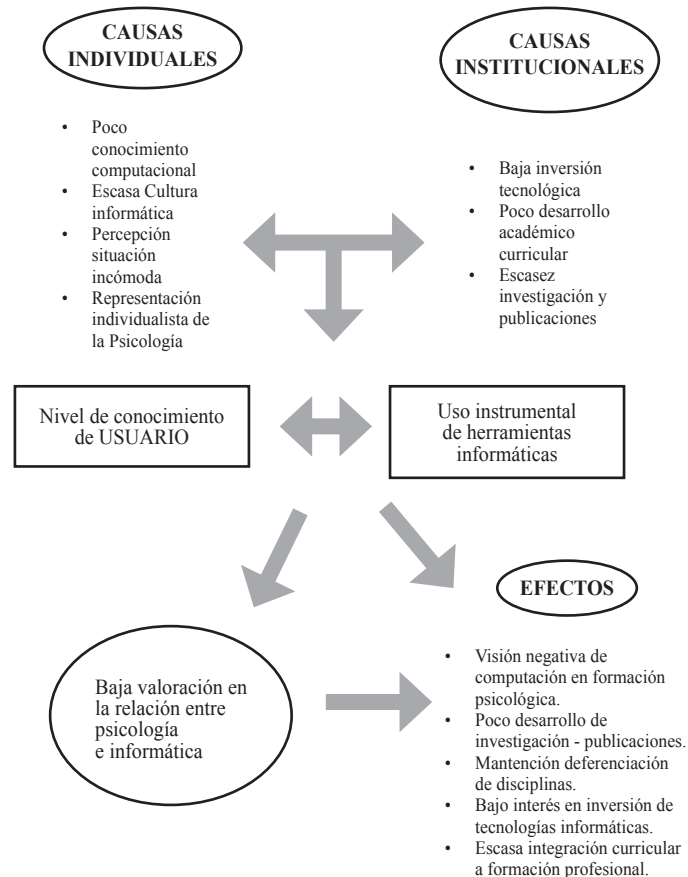 CAUSAS
INDIVIDUALES
• Poco
conocimiento
computacional
• Escasa Cultura
informática
• Percepción
situación
incómoda
• Representación
individualista de
la Psicología
CAUSAS
INSTITUCIONALES
• Baja inversión
tecnológica
• Poco desarrollo
académico
curricular
• Escasez
investigación y
publicaciones
Nivel de conocimiento
de USUARIO
Uso instrumental
de herramientas
informáticas
Baja valoración en
la relación entre
psicología
e informática
EFECTOS
• Visión negativa de
computación en formación
psicológica.
• Poco desarrollo de
investigación - publicaciones.
• Mantención deferenciación
de disciplinas.
• Bajo interés en inversión de
tecnologías informáticas.
• Escasa integración curricular
a formación profesional.